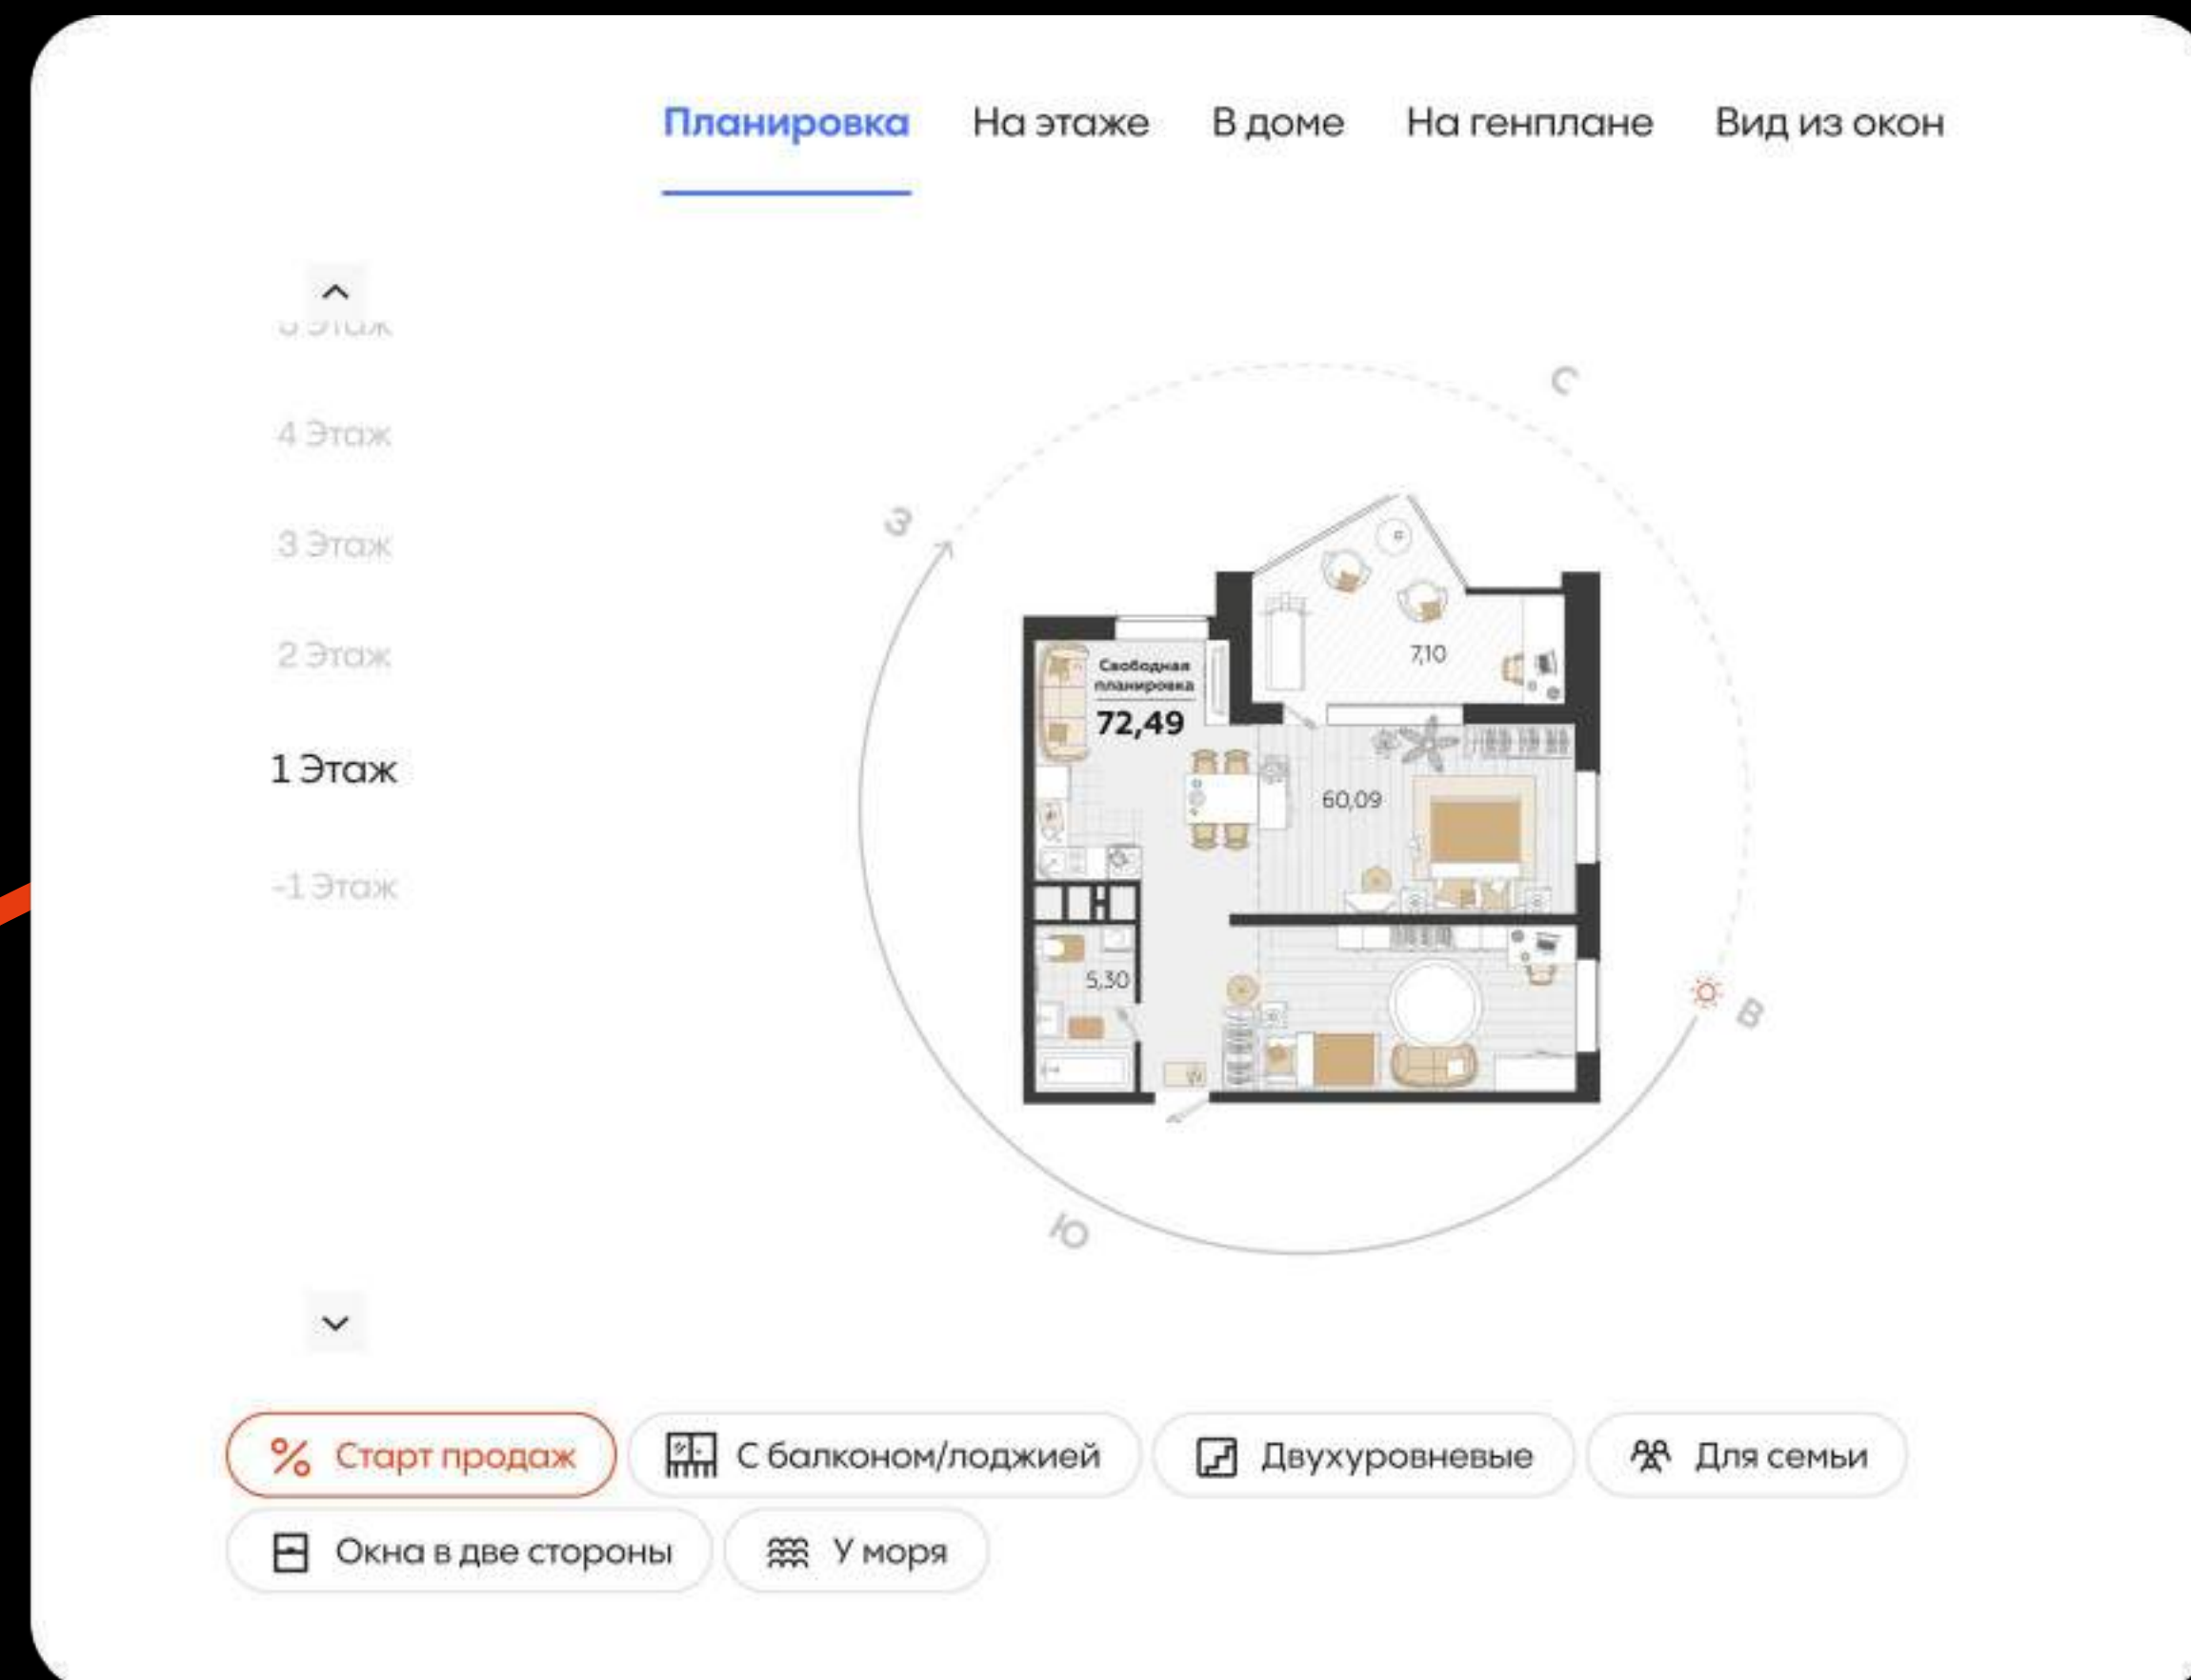 Планировка На этаже В доме На генплане Вид из окон
Этаж
4 Этаж
3 Этаж
2 Этаж
1 Этаж
-1 Этаж
С
З
В
Ю
Свободная
планировка
72,49
7,10
60,09
5,30
% Старт продаж С балконом/лоджией Двухуровневые Для семьи
Окна в две стороны У моря